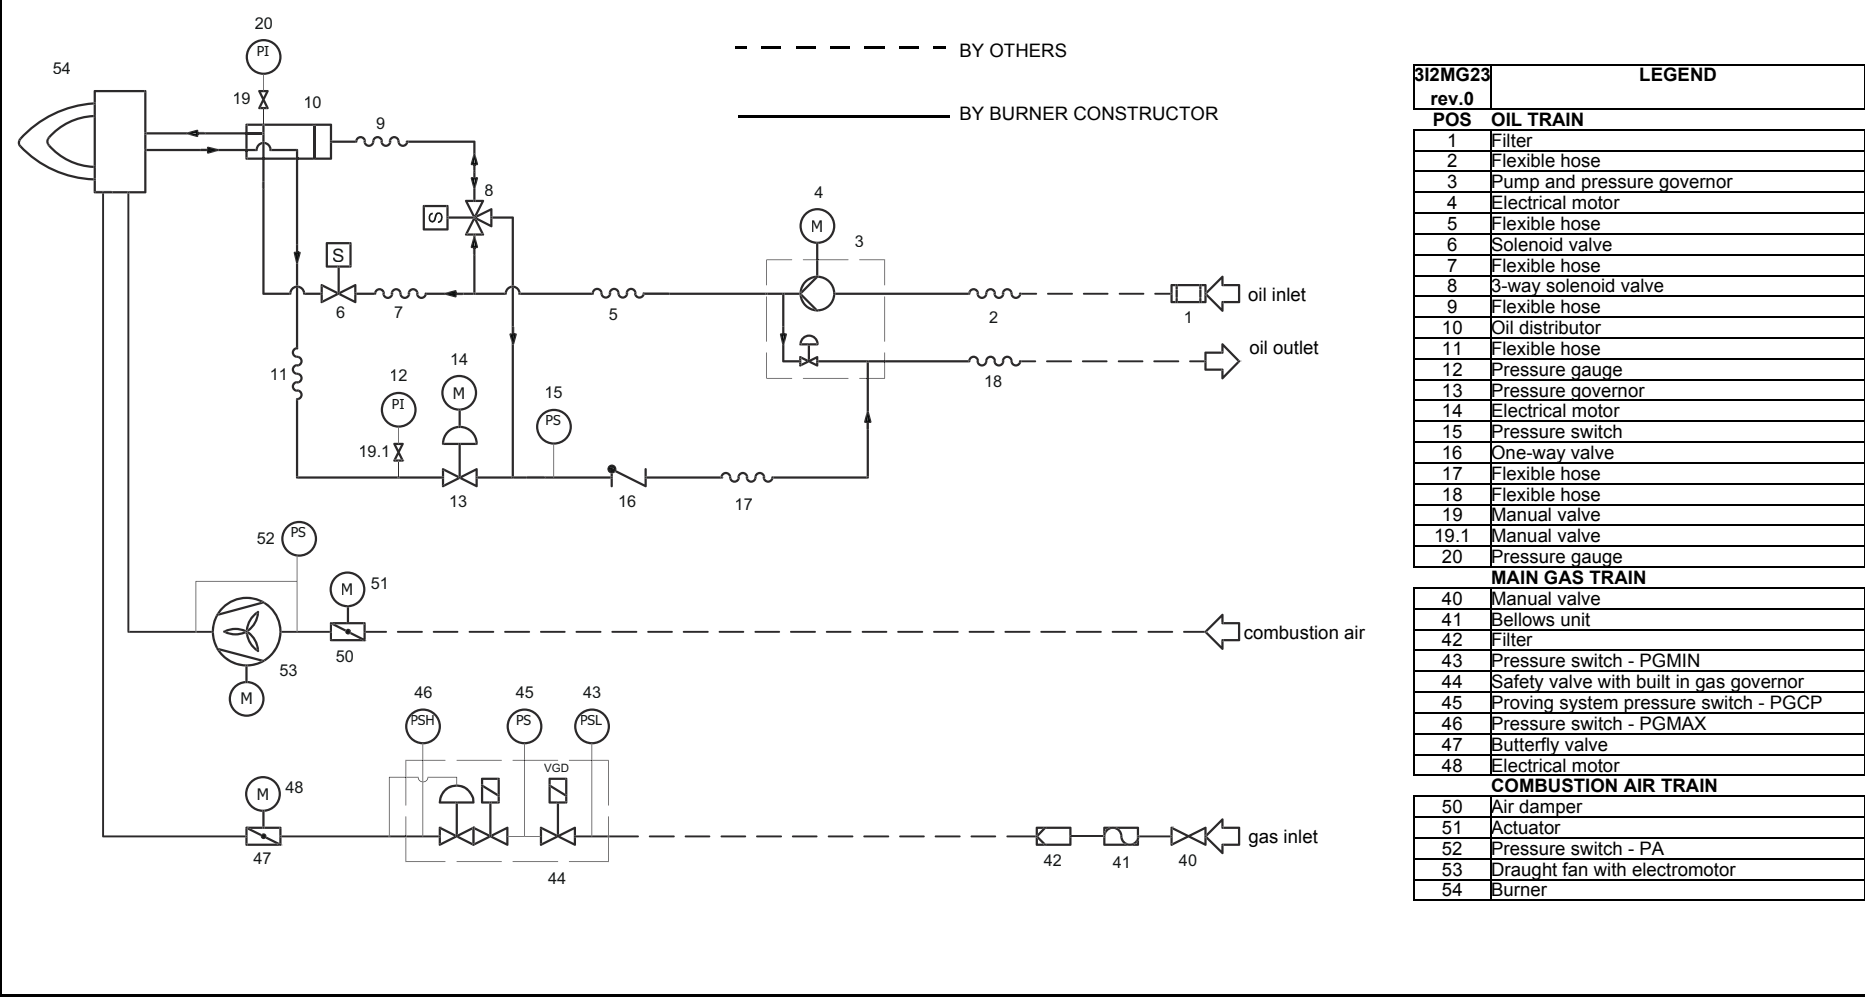 20
PI
54
19
10
9
BY OTHERS
BY BURNER CONSTRUCTOR
8
S
4
M
3
S
6
7
5
2
1
oil inlet
oil outlet
18
11
12
PI
14
M
15
PS
19.1
13
16
17
52
PS
M
51
combustion air
50
53
M
46
45
43
PSH
PS
PSL
VGD
M
48
47
44
42
41
40
gas inlet
3I2MG23 LEGEND
rev.0
POS OIL TRAIN
1 Filter
2 Flexible hose
3 Pump and pressure governor
4 Electrical motor
5 Flexible hose
6 Solenoid valve
7 Flexible hose
8 3-way solenoid valve
9 Flexible hose
10 Oil distributor
11 Flexible hose
12 Pressure gauge
13 Pressure governor
14 Electrical motor
15 Pressure switch
16 One-way valve
17 Flexible hose
18 Flexible hose
19 Manual valve
19.1 Manual valve
20 Pressure gauge
MAIN GAS TRAIN
40 Manual valve
41 Bellows unit
42 Filter
43 Pressure switch - PGMIN
44 Safety valve with built in gas governor
45 Proving system pressure switch - PGCP
46 Pressure switch - PGMAX
47 Butterfly valve
48 Electrical motor
COMBUSTION AIR TRAIN
50 Air damper
51 Actuator
52 Pressure switch - PA
53 Draught fan with electromotor
54 Burner